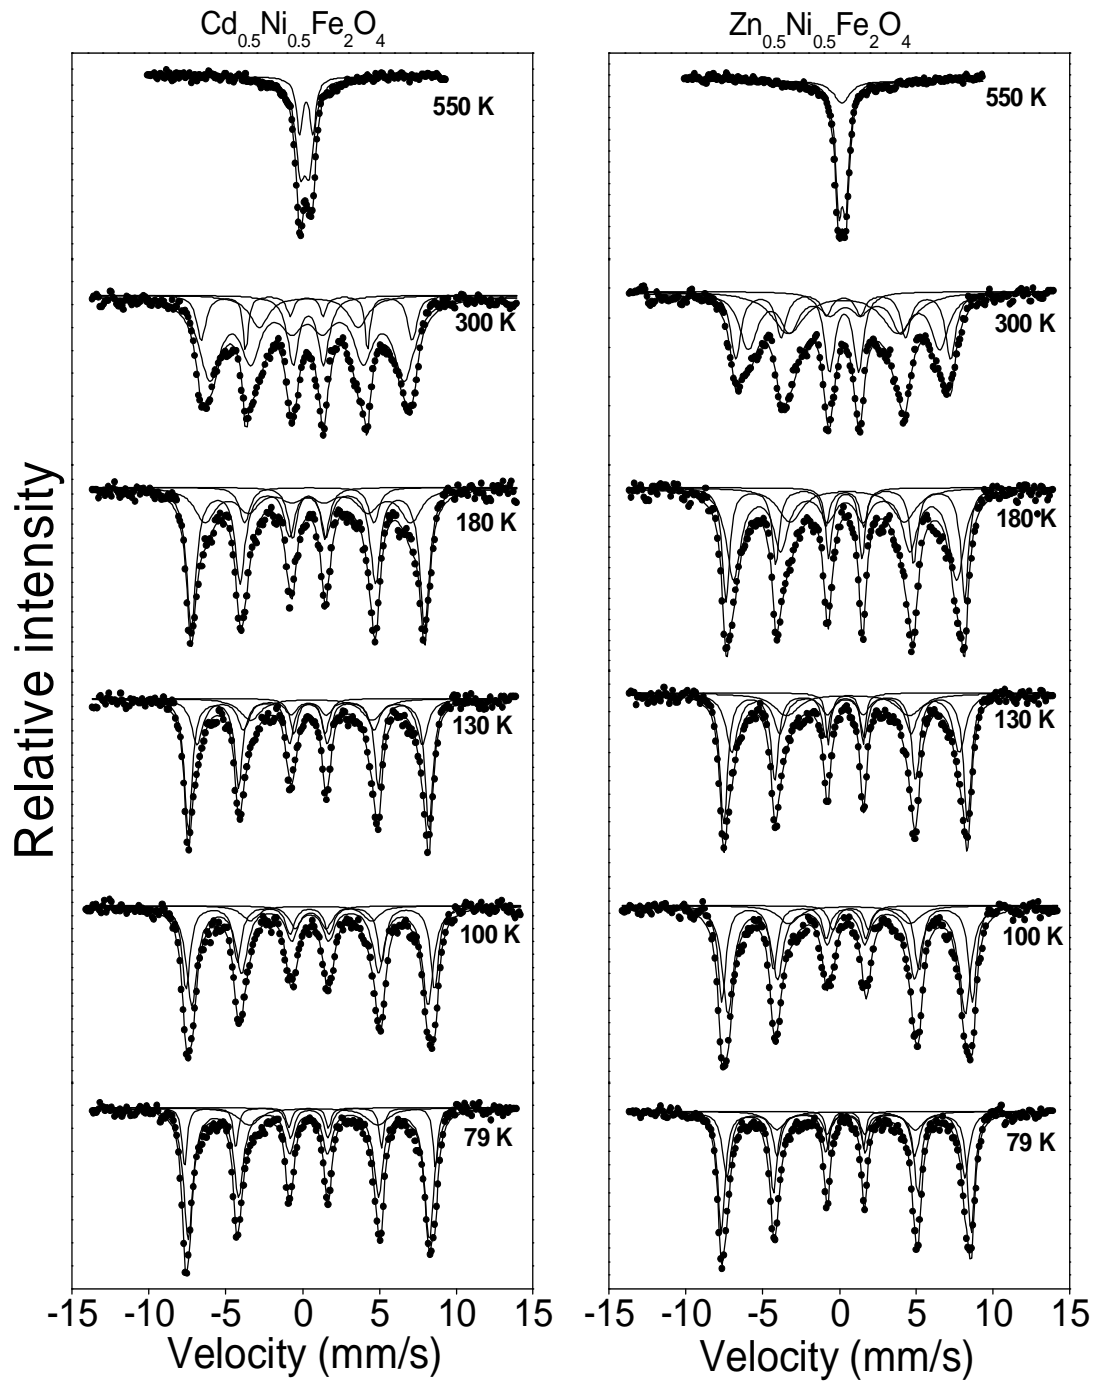 Cd0.5Ni0.5Fe2O4
Zn0.5Ni0.5Fe2O4
550 K
550 K
300 K
300 K
180 K
180 K
130 K
130 K
100 K
100 K
79 K
79 K
Relative intensity
-15 -10 -5 0 5 10 15
-15 -10 -5 0 5 10 15
Velocity (mm/s)
Velocity (mm/s)